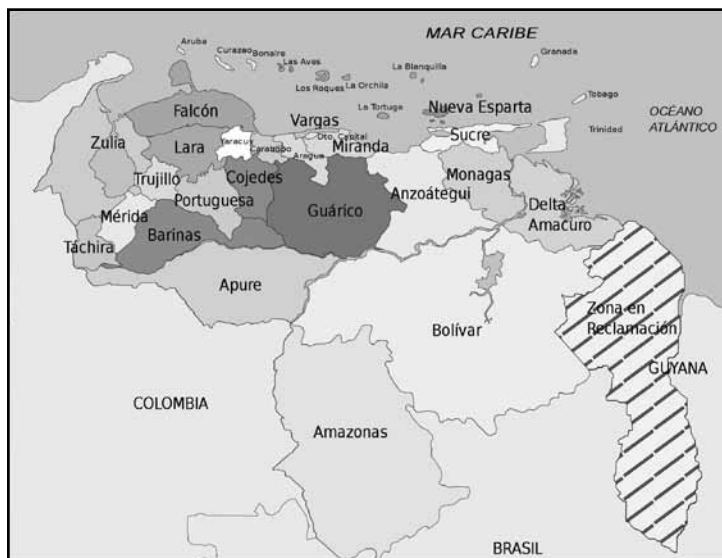 MAR CARIBE
Aruba
Curazao
Bonaire
Las Aves
Los Roques
La Orchila
La Blanquilla
La Tortuga
Granada
Tobago
Trinidad
OCÉANO
ATLÁNTICO
Nueva Esparta
Falcón
Vargas
Dto. Capital
Miranda
Sucre
Zulia
Lara
Yaracuy
Carabobo
Aragua
Trujillo
Cojedes
Monagas
Anzoátegui
Portuguesa
Guárico
Delta
Amacuro
Mérida
Barinas
Táchira
Apure
Bolívar
Zona en
Reclamación
GUYANA
COLOMBIA
Amazonas
BRASIL